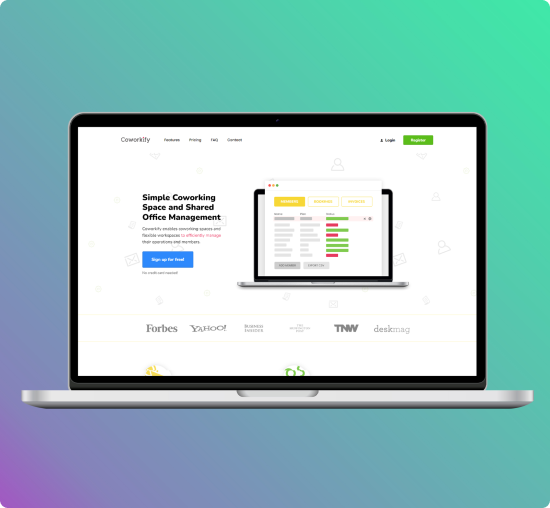 Coworkify
Features Pricing FAQ Contact
Login
Register
Simple Coworking
Space and Shared
Office Management
Coworkify enables coworking spaces and
flexible workspaces to efficiently manage
their operations and members.
Sign up for free!
No credit card required!
MEMBERS
Forbes
YAHOO!
BUSINESS
INSIDER
TNW
deskmag